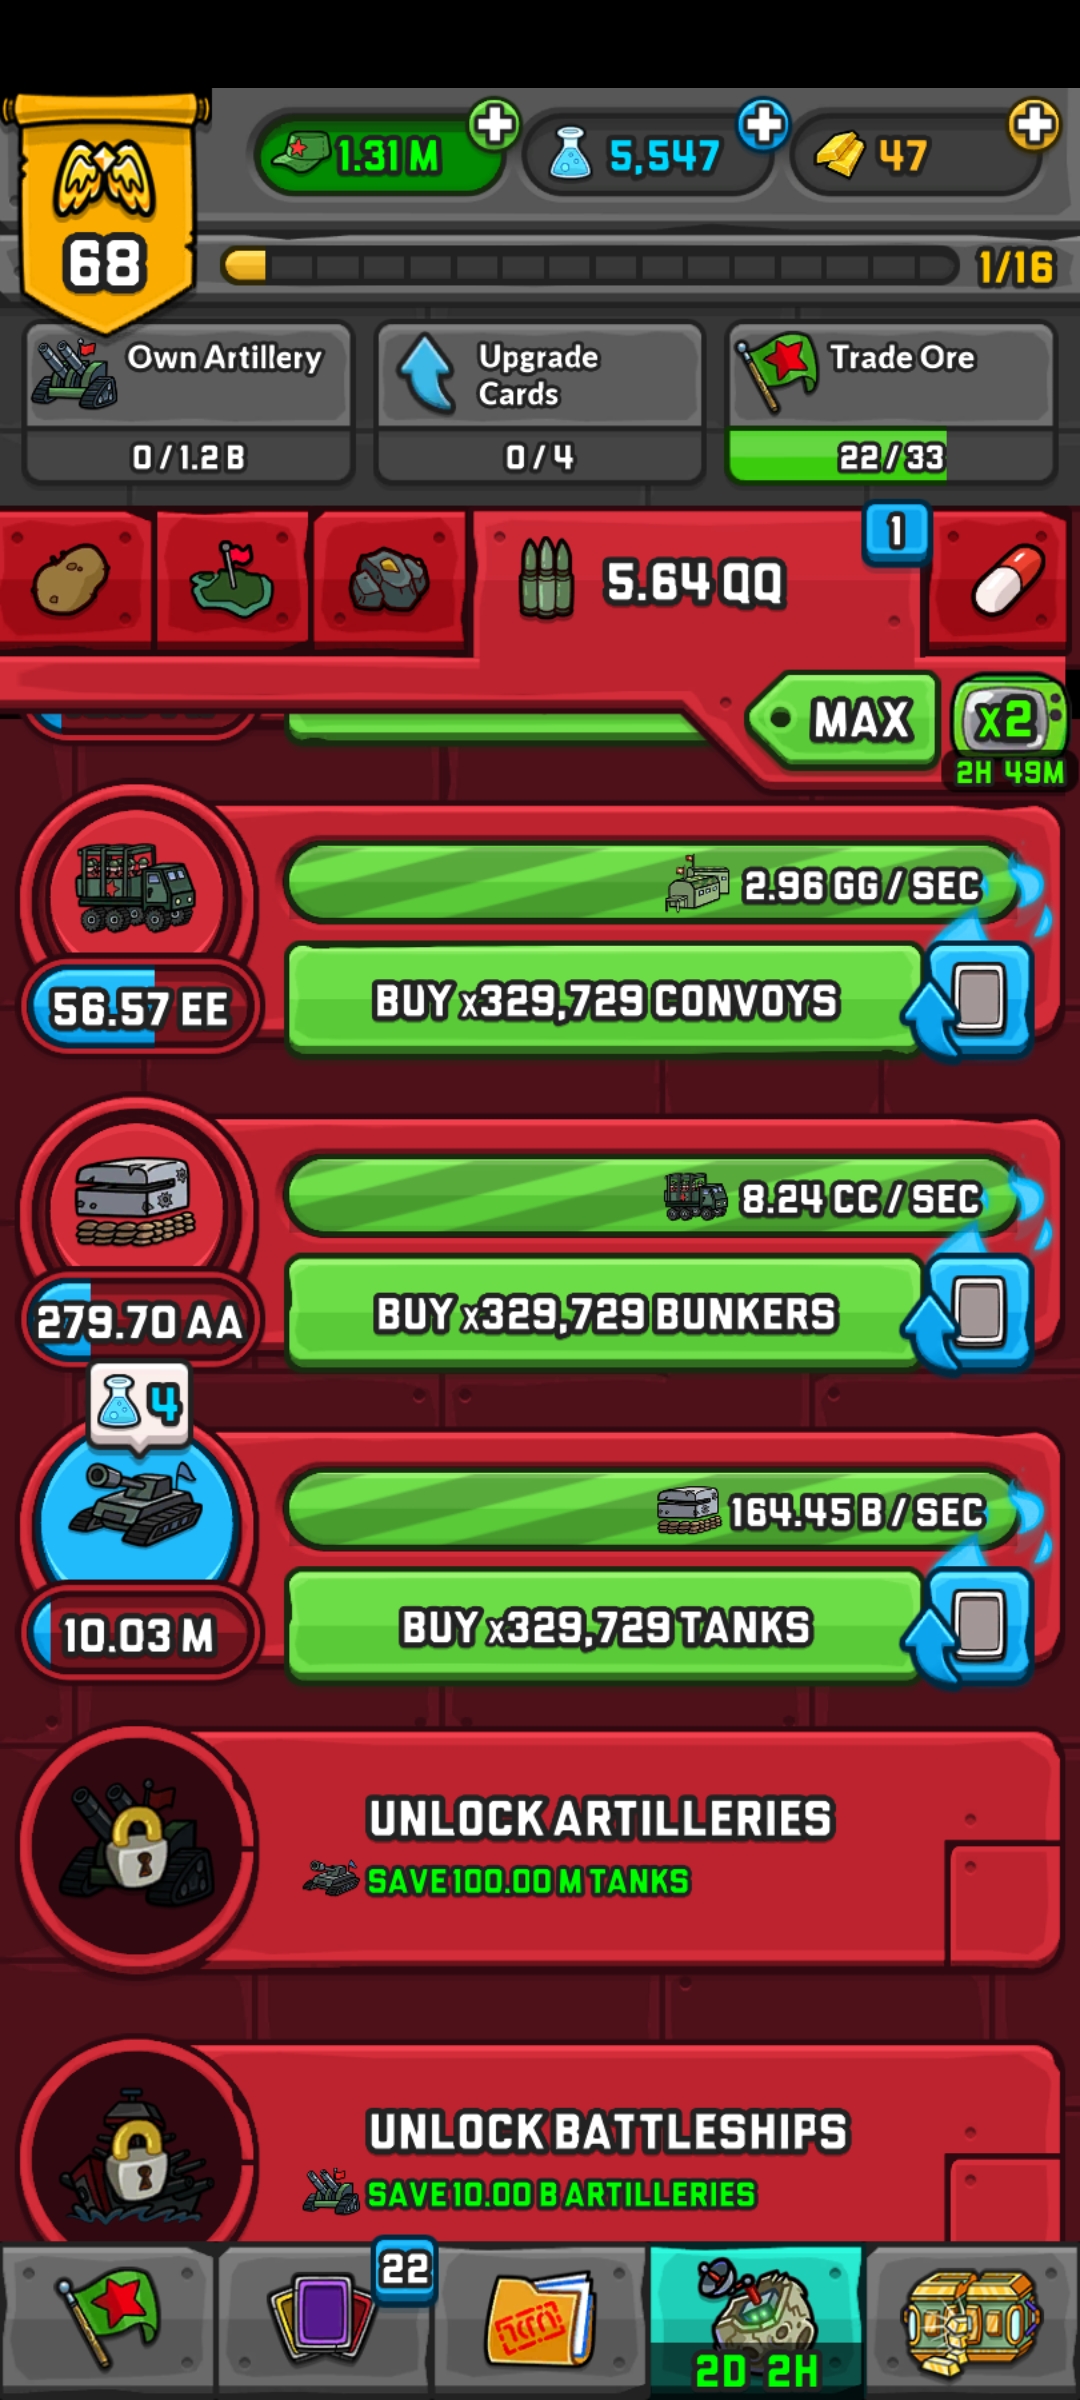 1.31 M
5,547
47
68
1/16
Own Artillery
0 / 1.2 B
Upgrade
Cards
0 / 4
Trade Ore
22 / 33
5.64 QQ
1
MAX
x2
2H 49M
2.96 GG / SEC
56.57 EE
BUY x329,729 CONVOYS
8.24 CC / SEC
279.70 AA
BUY x329,729 BUNKERS
4
164.45 B / SEC
10.03 M
BUY x329,729 TANKS
UNLOCK ARTILLERIES
SAVE 100.00 M TANKS
UNLOCK BATTLESHIPS
SAVE 10.00 B ARTILLERIES
22
2D 2H